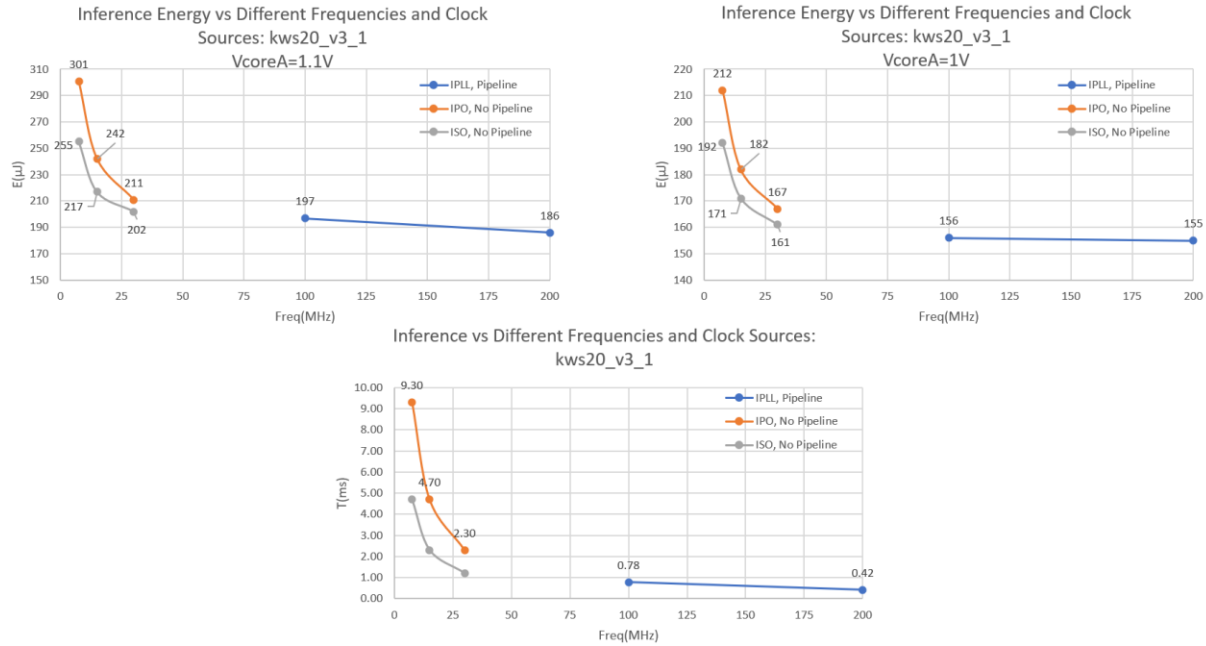 Inference Energy vs Different Frequencies and Clock
Sources: kws20_v3_1
VcoreA=1.1V
310
290
270
250
230
210
190
170
150
E(µJ)
301
242
211
255
217
202
197
186
IPLL, Pipeline
IPO, No Pipeline
ISO, No Pipeline
0 25 50 75 100 125 150 175 200
Freq(MHz)
Inference Energy vs Different Frequencies and Clock
Sources: kws20_v3_1
VcoreA=1V
220
210
200
190
180
170
160
150
140
E(µJ)
212
182
167
192
171
161
156
155
IPLL, Pipeline
IPO, No Pipeline
ISO, No Pipeline
0 25 50 75 100 125 150 175 200
Freq(MHz)
Inference vs Different Frequencies and Clock Sources:
kws20_v3_1
10.00
9.00
8.00
7.00
6.00
5.00
4.00
3.00
2.00
1.00
0.00
T(ms)
9.30
4.70
2.30
0.78
0.42
IPLL, Pipeline
IPO, No Pipeline
ISO, No Pipeline
0 25 50 75 100 125 150 175 200
Freq(MHz)